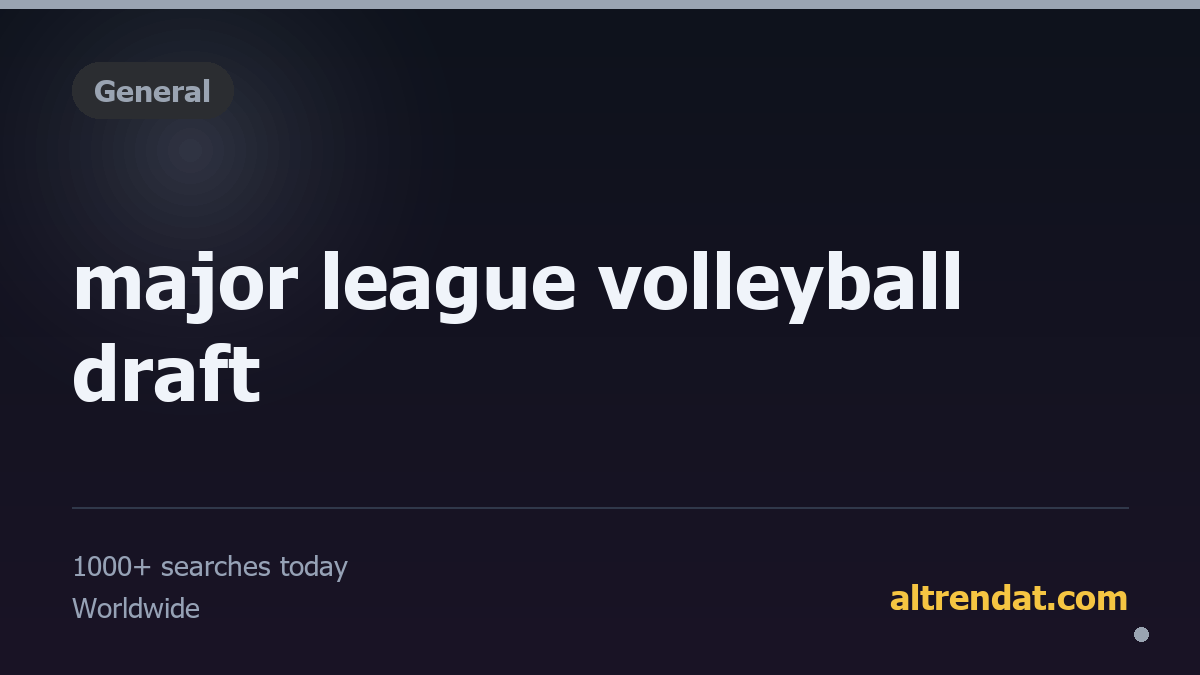 General
major league volleyball
draft
1000+ searches today
Worldwide
altrendat.com